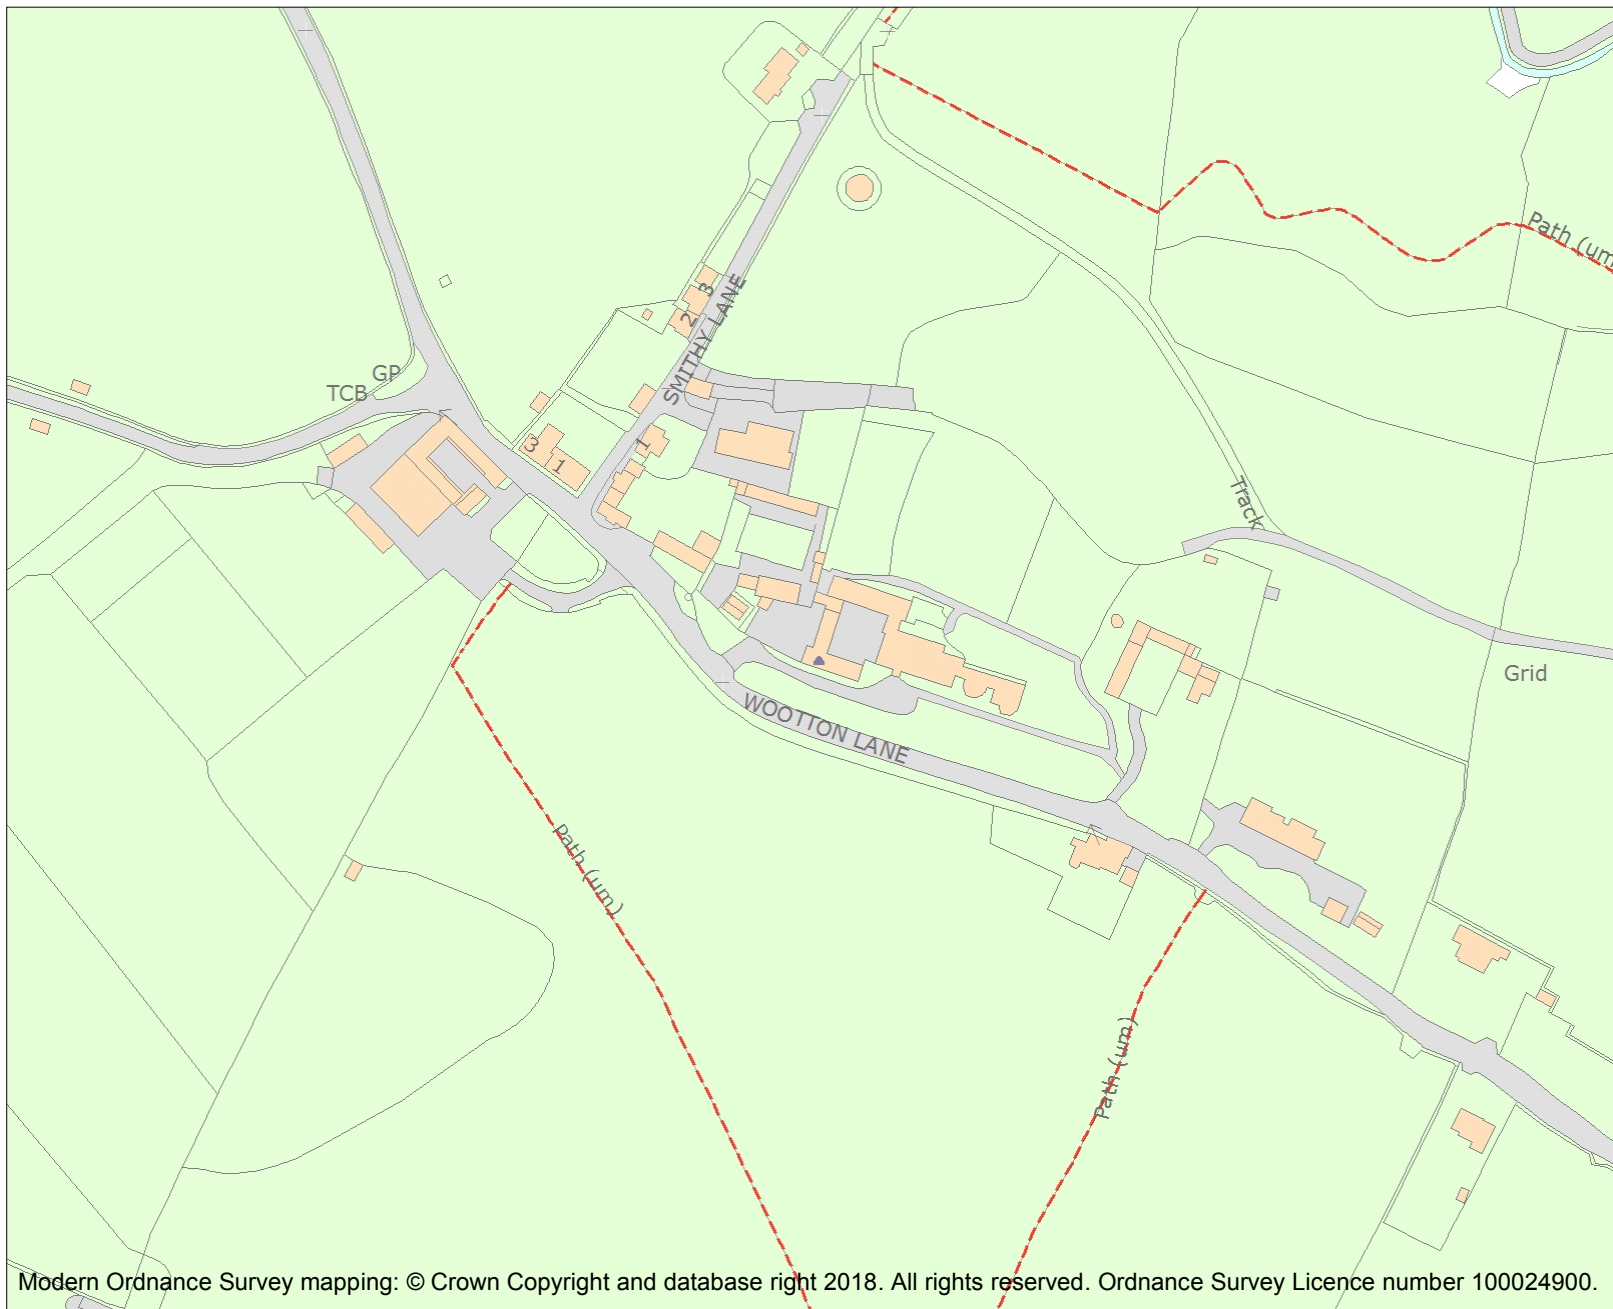 Path (um
3
2
SMITHY LANE
GP
TCB
3
1
1
Track
Grid
WOOTTON LANE
Path (um)
Path (um)
Modern Ordnance Survey mapping: © Crown Copyright and database right 2018. All rights reserved. Ordnance Survey Licence number 100024900.